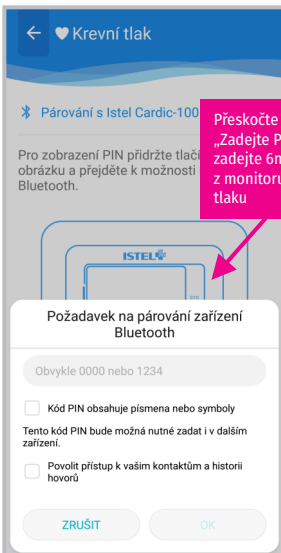 Krevní tlak
Párování s Istel Cardic-100
Přeskočte
„Zadejte P
zadejte 6m
z monitoru
tlaku
Pro zobrazení PIN přidržte tlači
obrázku a přejděte k možnosti
Bluetooth.
ISTEL
Požadavek na párování zařízení
Bluetooth
Obvykle 0000 nebo 1234
Kód PIN obsahuje písmena nebo symboly
Tento kód PIN bude možná nutné zadat i v dalším
zařízení.
Povolit přístup k vašim kontaktům a historii
hovorů
ZRUŠIT OK